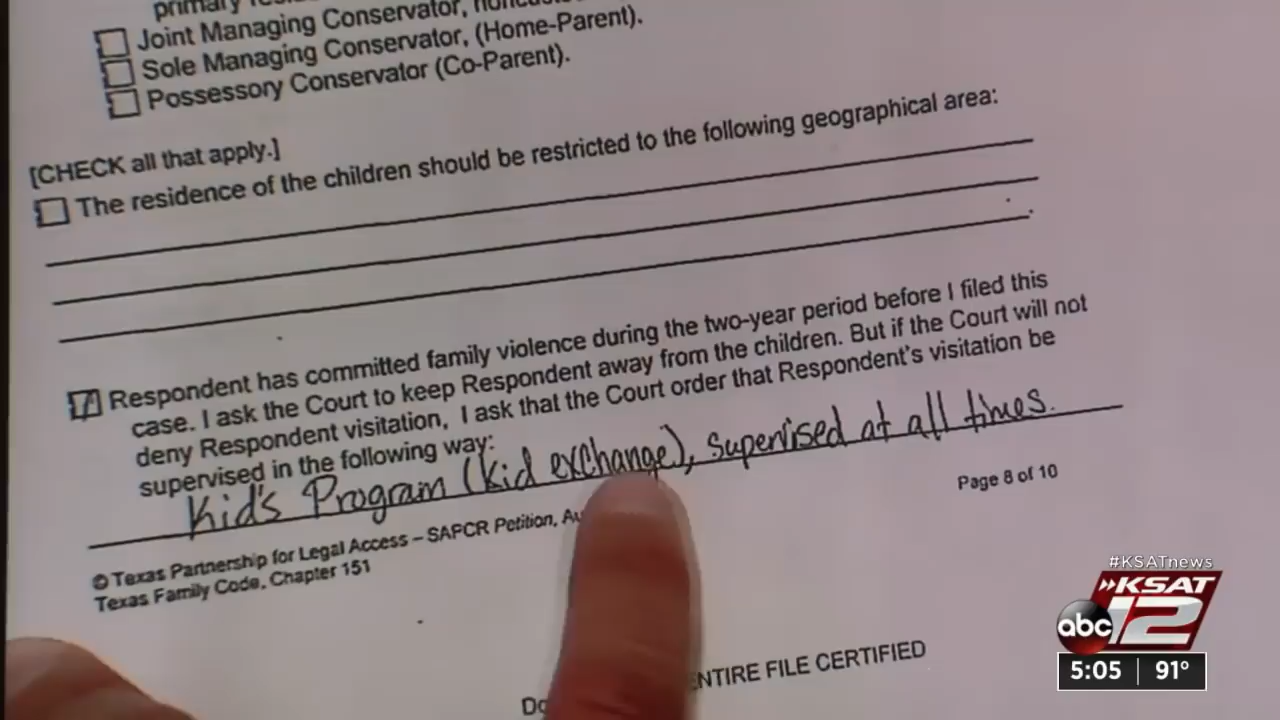 primary
Joint Managing Conservator,
Sole Managing Conservator, (Home-Parent).
Possessory Conservator (Co-Parent).
[CHECK all that apply.]
The residence of the children should be restricted to the following geographical area:
Respondent has committed family violence during the two-year period before I filed this
case. I ask the Court to keep Respondent away from the children. But if the Court will not
deny Respondent visitation, I ask that the Court order that Respondent's visitation be
supervised in the following way:
Kid's Program (kid exchange), supervised at all times.
Page 8 of 10
© Texas Partnership for Legal Access – SAPCR Petition,
Texas Family Code, Chapter 151
ENTIRE FILE CERTIFIED
#KSATnews
KSAT
abc 12
5:05 91°